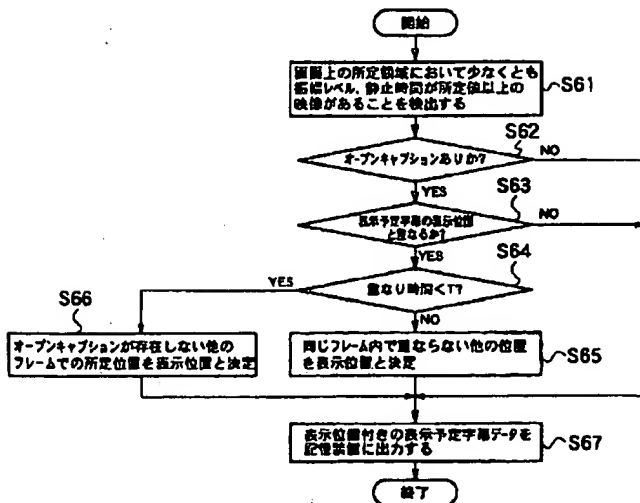 開始
画面上の所定領域において少なくとも
振幅レベル、静止時間が所定値以上の
映像があることを検出する
S61
S62
オープンキャプションありか?
NO
YES
S63
表示予定字幕の表示位置
と重なるか?
NO
YES
S64
重なり時間<T?
YES
NO
S66
オープンキャプションが存在しない他の
フレームでの所定位置を表示位置と決定
同じフレーム内で重ならない他の位置
を表示位置と決定
S65
表示位置付きの表示予定字幕データを
記憶装置に出力する
S67
終了